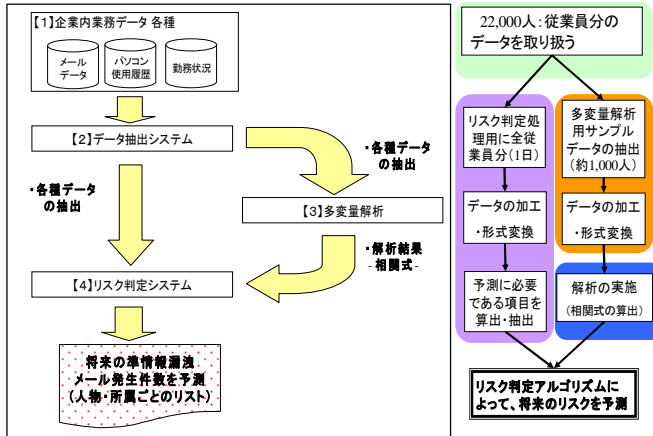 【1】企業内業務データ 各種
メール
データ
パソコン
使用履歴
勤務状況
【2】データ抽出システム
・各種データ
の抽出
・各種データ
の抽出
【3】多変量解析
・解析結果
-相関式-
【4】リスク判定システム
将来の準情報漏洩
メール発生件数を予測
(人物・所属ごとのリスト)
22,000人:従業員分の
データを取り扱う
リスク判定処
理用に全従
業員分(1日)
データの加工
・形式変換
予測に必要
である項目を
算出・抽出
多変量解析
用サンプル
データの抽出
(約1,000人)
データの加工
・形式変換
解析の実施
(相関式の算出)
リスク判定アルゴリズムに
よって、将来のリスクを予測